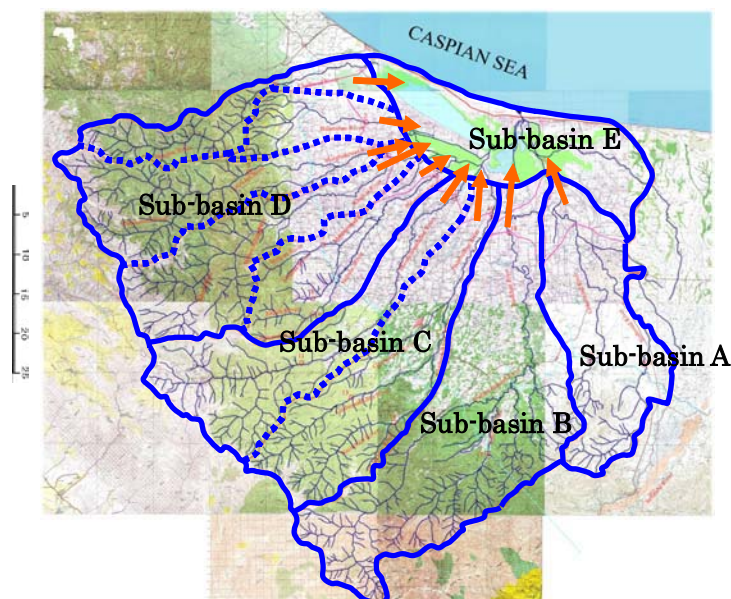 CASPIAN SEA
Sub-basin E
Sub-basin D
5
10
15
20
25
Sub-basin C
Sub-basin A
Sub-basin B